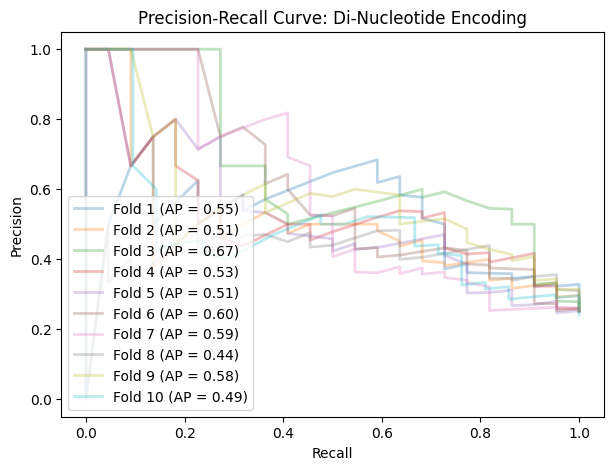 Precision-Recall Curve: Di-Nucleotide Encoding
1.0
0.8
0.6
0.4
0.2
0.0
Precision
Fold 1 (AP = 0.55)
Fold 2 (AP = 0.51)
Fold 3 (AP = 0.67)
Fold 4 (AP = 0.53)
Fold 5 (AP = 0.51)
Fold 6 (AP = 0.60)
Fold 7 (AP = 0.59)
Fold 8 (AP = 0.44)
Fold 9 (AP = 0.58)
Fold 10 (AP = 0.49)
0.0 0.2 0.4 0.6 0.8 1.0
Recall